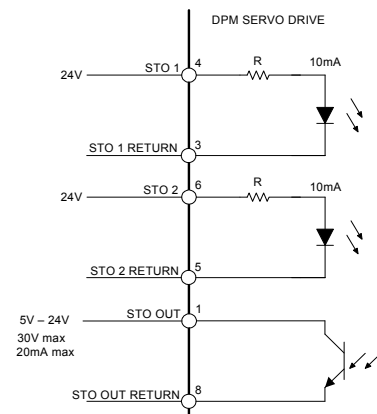 DPM SERVO DRIVE
24V STO 1 4 R 10mA
STO 1 RETURN 3
24V STO 2 6 R 10mA
STO 2 RETURN 5
5V – 24V STO OUT 1
30V max
20mA max
STO OUT RETURN 8